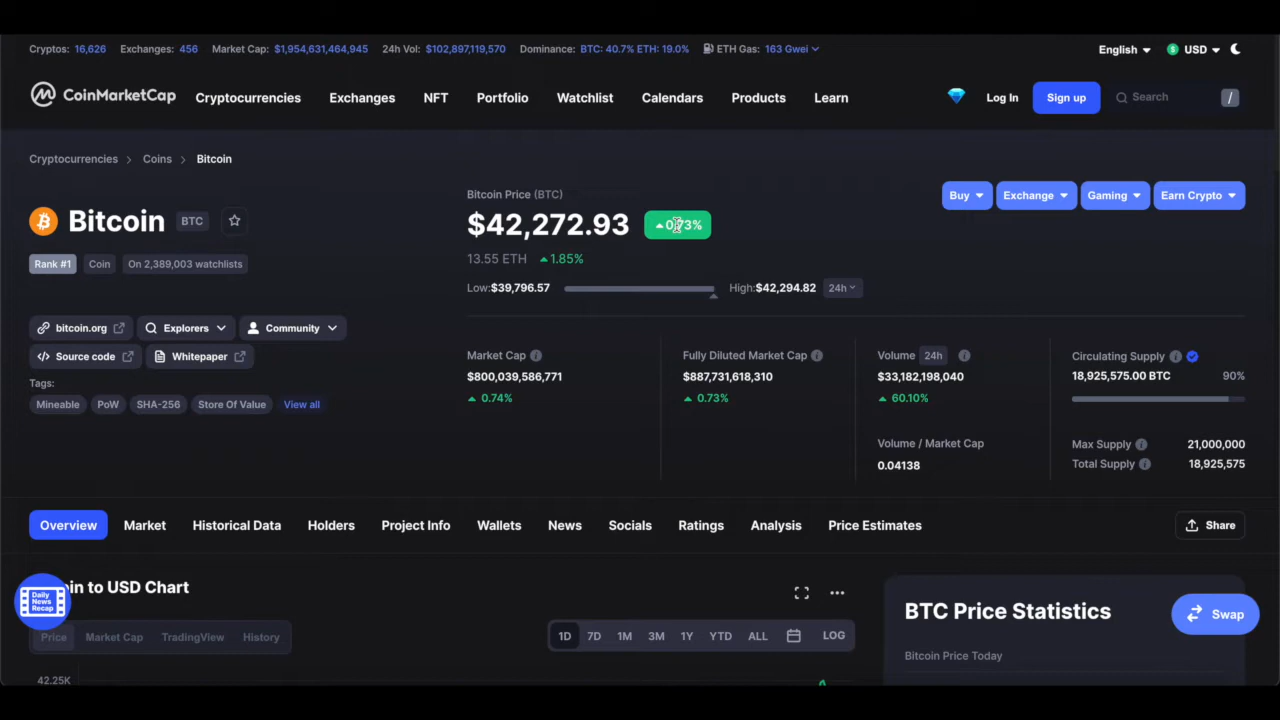 Cryptos: 16,626 Exchanges: 456 Market Cap: $1,954,631,464,945 24h Vol: $102,897,119,570 Dominance: BTC: 40.7% ETH: 19.0% ETH Gas: 163 Gwei English USD
CoinMarketCap Cryptocurrencies Exchanges NFT Portfolio Watchlist Calendars Products Learn Log In Sign up Search /
Cryptocurrencies > Coins > Bitcoin
Bitcoin Price (BTC)
Buy Exchange Gaming Earn Crypto
Bitcoin BTC
$42,272.93 0.73%
Rank #1 Coin On 2,389,003 watchlists
13.55 ETH 1.85%
Low:$39,796.57 High:$42,294.82 24h
bitcoin.org Explorers Community
Source code Whitepaper
Tags:
Mineable PoW SHA-256 Store Of Value View all
Market Cap
$800,039,586,771
0.74%
Fully Diluted Market Cap
$887,731,618,310
0.73%
Volume 24h
$33,182,198,040
60.10%
Volume / Market Cap
0.04138
Circulating Supply
18,925,575.00 BTC 90%
Max Supply 21,000,000
Total Supply 18,925,575
Overview Market Historical Data Holders Project Info Wallets News Socials Ratings Analysis Price Estimates Share
to USD Chart
Daily
News
Recap
Price Market Cap TradingView History 1D 7D 1M 3M 1Y YTD ALL LOG
42.25K
BTC Price Statistics
Swap
Bitcoin Price Today